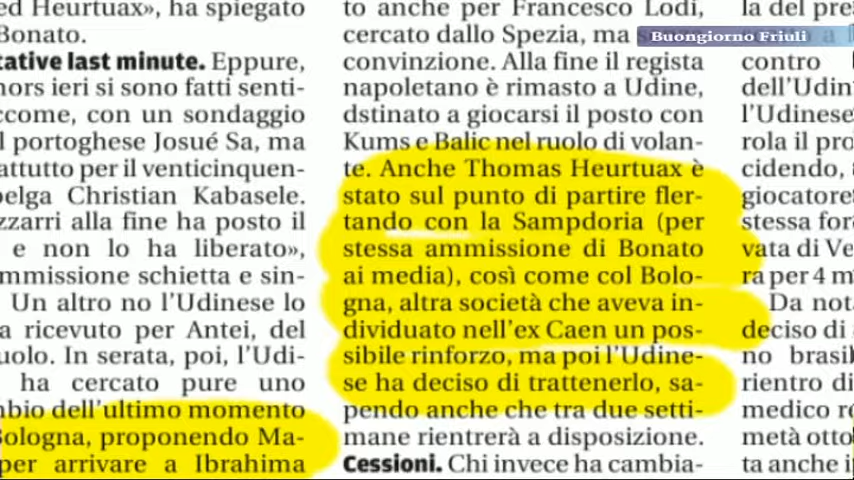 ed Heurtuax», ha spiegato
Bonato.
tative last minute. Eppure,
nors ieri si sono fatti senti-
ccome, con un sondaggio
l portoghese Josué Sa, ma
attutto per il venticinquen-
belga Christian Kabasele.
zzarri alla fine ha posto il
e non lo ha liberato»,
mmissione schietta e sin-
Un altro no l'Udinese lo
a ricevuto per Antei, del
uolo. In serata, poi, l'Udi-
ha cercato pure uno
mbio dell'ultimo momento
Bologna, proponendo Ma-
per arrivare a Ibrahima
to anche per Francesco Lodi,
cercato dallo Spezia, ma
convinzione. Alla fine il regista
napoletano è rimasto a Udine,
dstinato a giocarsi il posto con
Kums e Balic nel ruolo di volan-
te. Anche Thomas Heurtuax è
stato sul punto di partire fler-
tando con la Sampdoria (per
stessa ammissione di Bonato
ai media), così come col Bolo-
gna, altra società che aveva in-
dividuato nell'ex Caen un pos-
sibile rinforzo, ma poi l'Udine-
se ha deciso di trattenerlo, sa-
pendo anche che tra due setti-
mane rientrerà a disposizione.
Cessioni. Chi invece ha cambia-
la del pre
Buongiorno Friuli
contro
dell'Udin
l'Udinese
rola il pro
cidendo,
giocatore
stessa for
vata di Ve
ra per 4 m
Da nota
deciso di
no brasil
rientro di
medico ro
metà otto
ta anche i